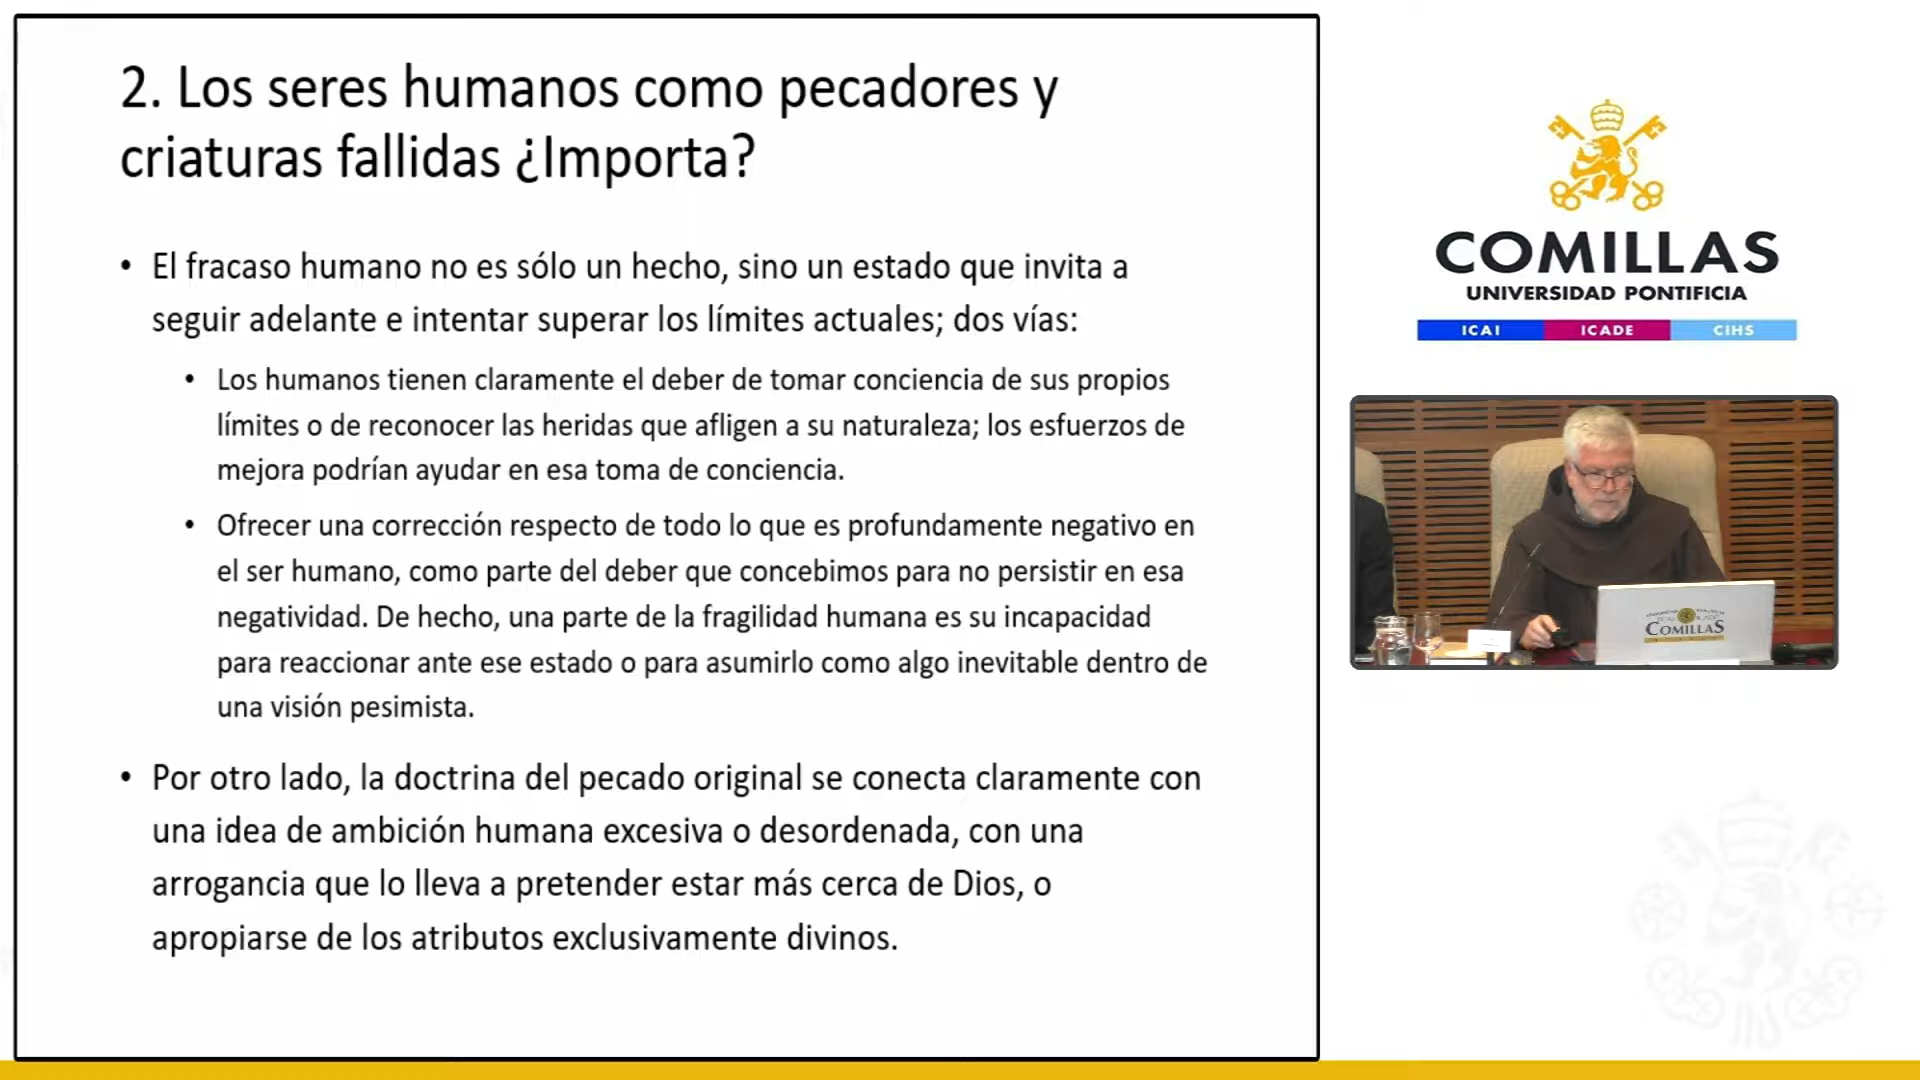 2. Los seres humanos como pecadores y
criaturas fallidas ¿Importa?
• El fracaso humano no es sólo un hecho, sino un estado que invita a
seguir adelante e intentar superar los límites actuales; dos vías:
• Los humanos tienen claramente el deber de tomar conciencia de sus propios
límites o de reconocer las heridas que afligen a su naturaleza; los esfuerzos de
mejora podrían ayudar en esa toma de conciencia.
• Ofrecer una corrección respecto de todo lo que es profundamente negativo en
el ser humano, como parte del deber que concebimos para no persistir en esa
negatividad. De hecho, una parte de la fragilidad humana es su incapacidad
para reaccionar ante ese estado o para asumirlo como algo inevitable dentro de
una visión pesimista.
• Por otro lado, la doctrina del pecado original se conecta claramente con
una idea de ambición humana excesiva o desordenada, con una
arrogancia que lo lleva a pretender estar más cerca de Dios, o
apropiarse de los atributos exclusivamente divinos.
COMILLAS
UNIVERSIDAD PONTIFICIA
ICAI ICADE CIHS
COMILLAS